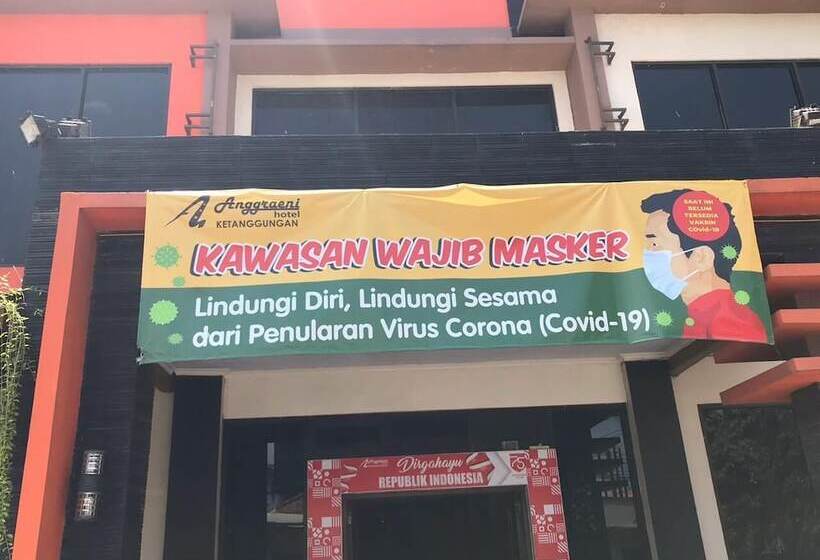 Anggraeni
hotel
KETANGGUNGAN
KAWASAN WAJIB MASKER
Lindungi Diri, Lindungi Sesama
dari Penularan Virus Corona (Covid-19)
SAAT INI
BELUM
TERSEDIA
VAKSIN
COvid-19
Dirgahayu
REPUBLIK INDONESIA